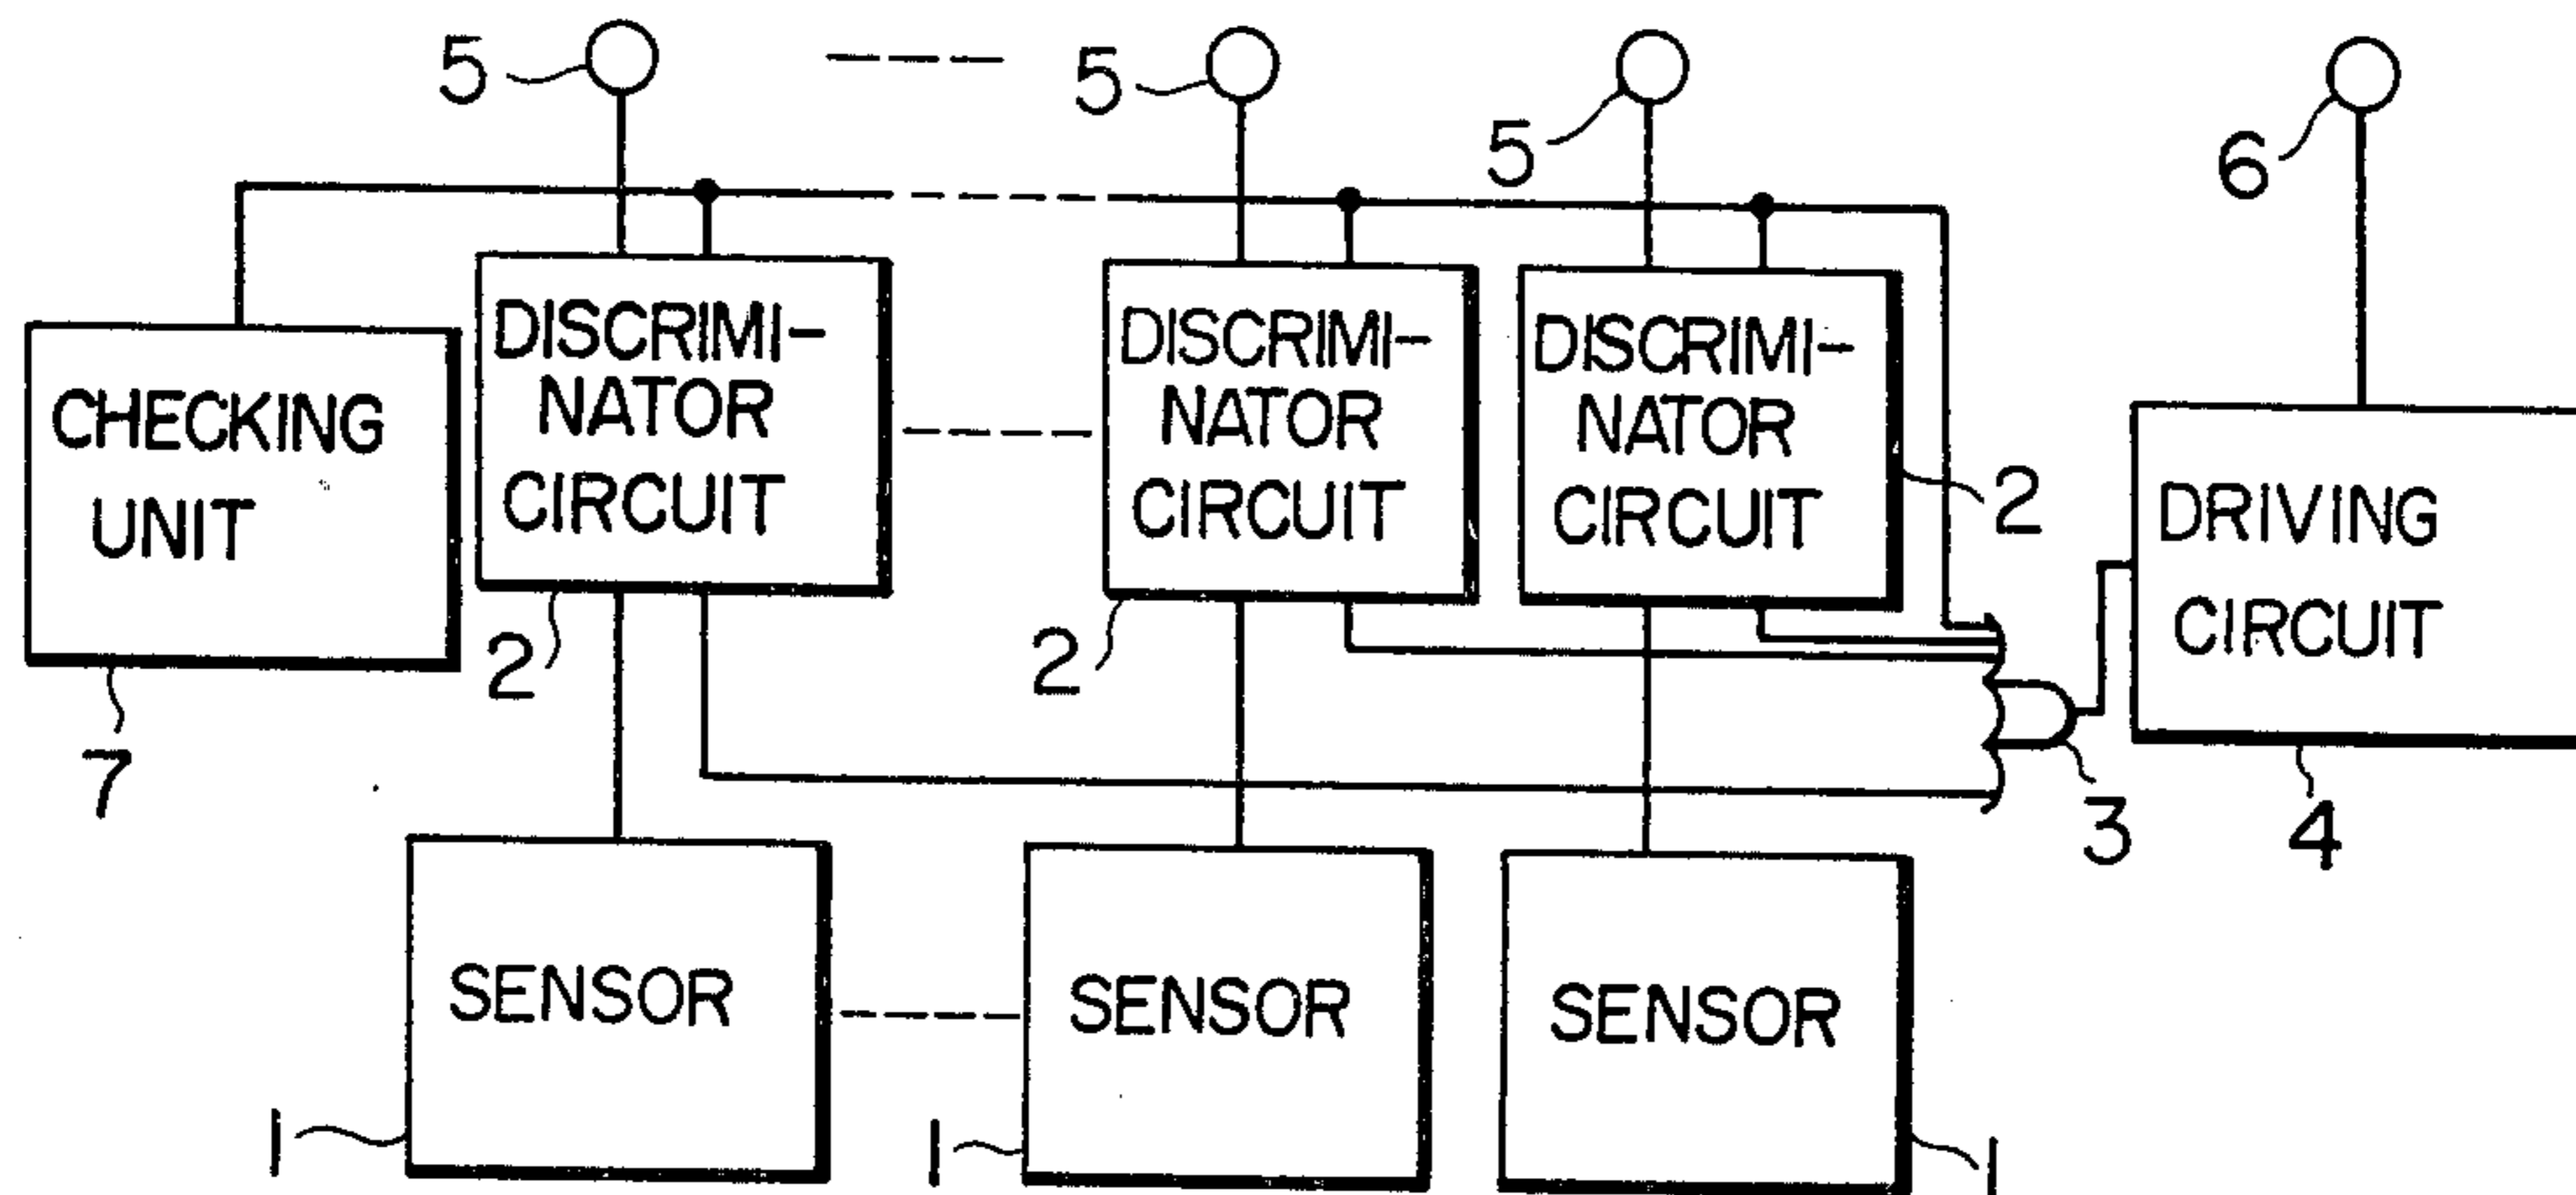 5
5
5
6
DISCRIMI-
NATOR
CIRCUIT
DISCRIMI-
NATOR
CIRCUIT
DISCRIMI-
NATOR
CIRCUIT
CHECKING
UNIT
DRIVING
CIRCUIT
2
2
2
7
3
4
SENSOR
SENSOR
SENSOR
1
1
1